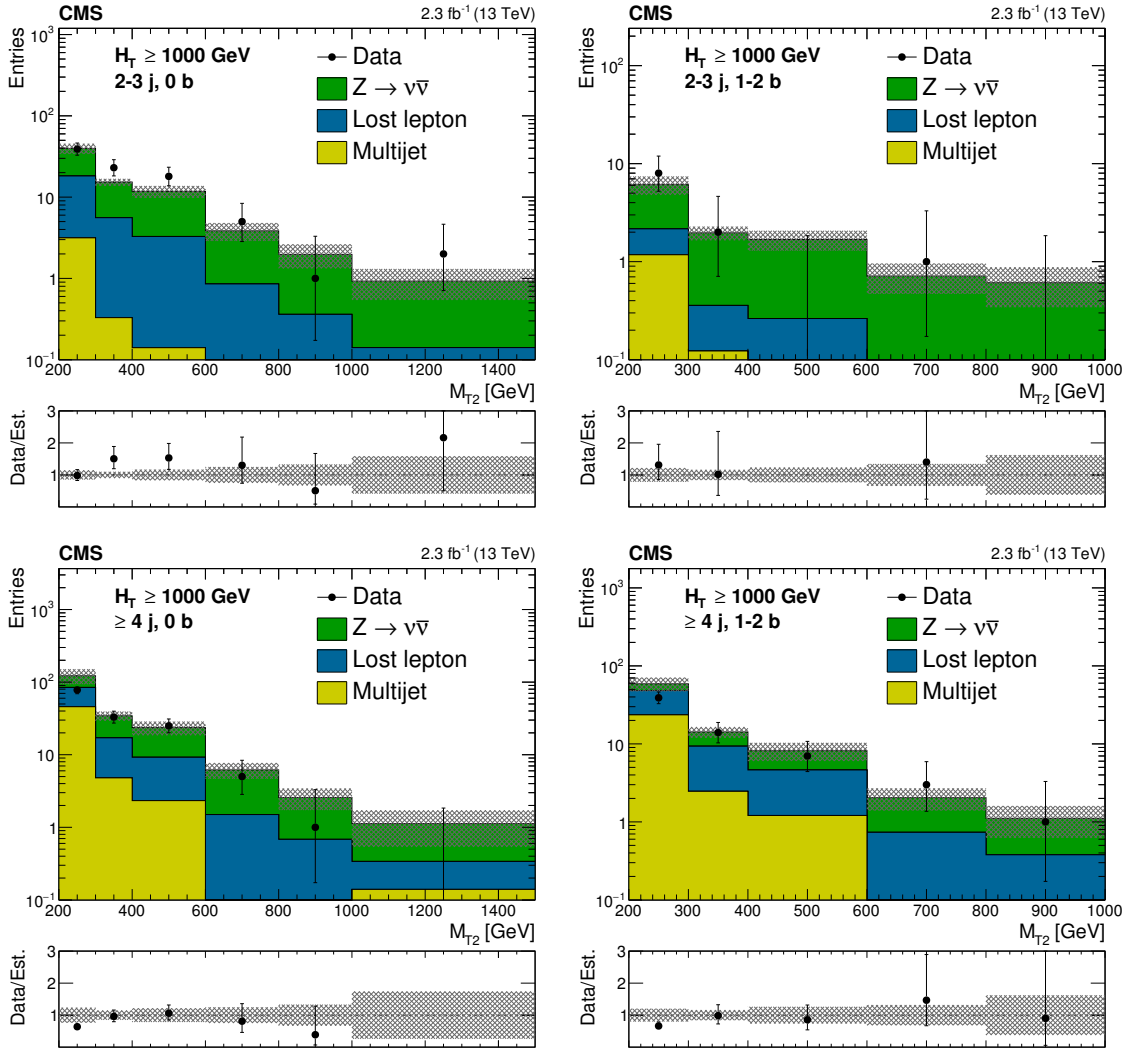 CMS 2.3 fb⁻¹ (13 TeV)
Entries
10³
10²
10
1
10⁻¹
H_T ≥ 1000 GeV
2-3 j, 0 b
Data
Z → νν̅
Lost lepton
Multijet
200 400 600 800 1000 1200 1400
M_T2 [GeV]
Data/Est.
3
2
1
CMS 2.3 fb⁻¹ (13 TeV)
Entries
10²
10
1
10⁻¹
H_T ≥ 1000 GeV
2-3 j, 1-2 b
Data
Z → νν̅
Lost lepton
Multijet
200 300 400 500 600 700 800 900 1000
M_T2 [GeV]
Data/Est.
3
2
1
CMS 2.3 fb⁻¹ (13 TeV)
Entries
10³
10²
10
1
10⁻¹
H_T ≥ 1000 GeV
≥ 4 j, 0 b
Data
Z → νν̅
Lost lepton
Multijet
200 400 600 800 1000 1200 1400
M_T2 [GeV]
Data/Est.
3
2
1
CMS 2.3 fb⁻¹ (13 TeV)
Entries
10³
10²
10
1
10⁻¹
H_T ≥ 1000 GeV
≥ 4 j, 1-2 b
Data
Z → νν̅
Lost lepton
Multijet
200 300 400 500 600 700 800 900 1000
M_T2 [GeV]
Data/Est.
3
2
1